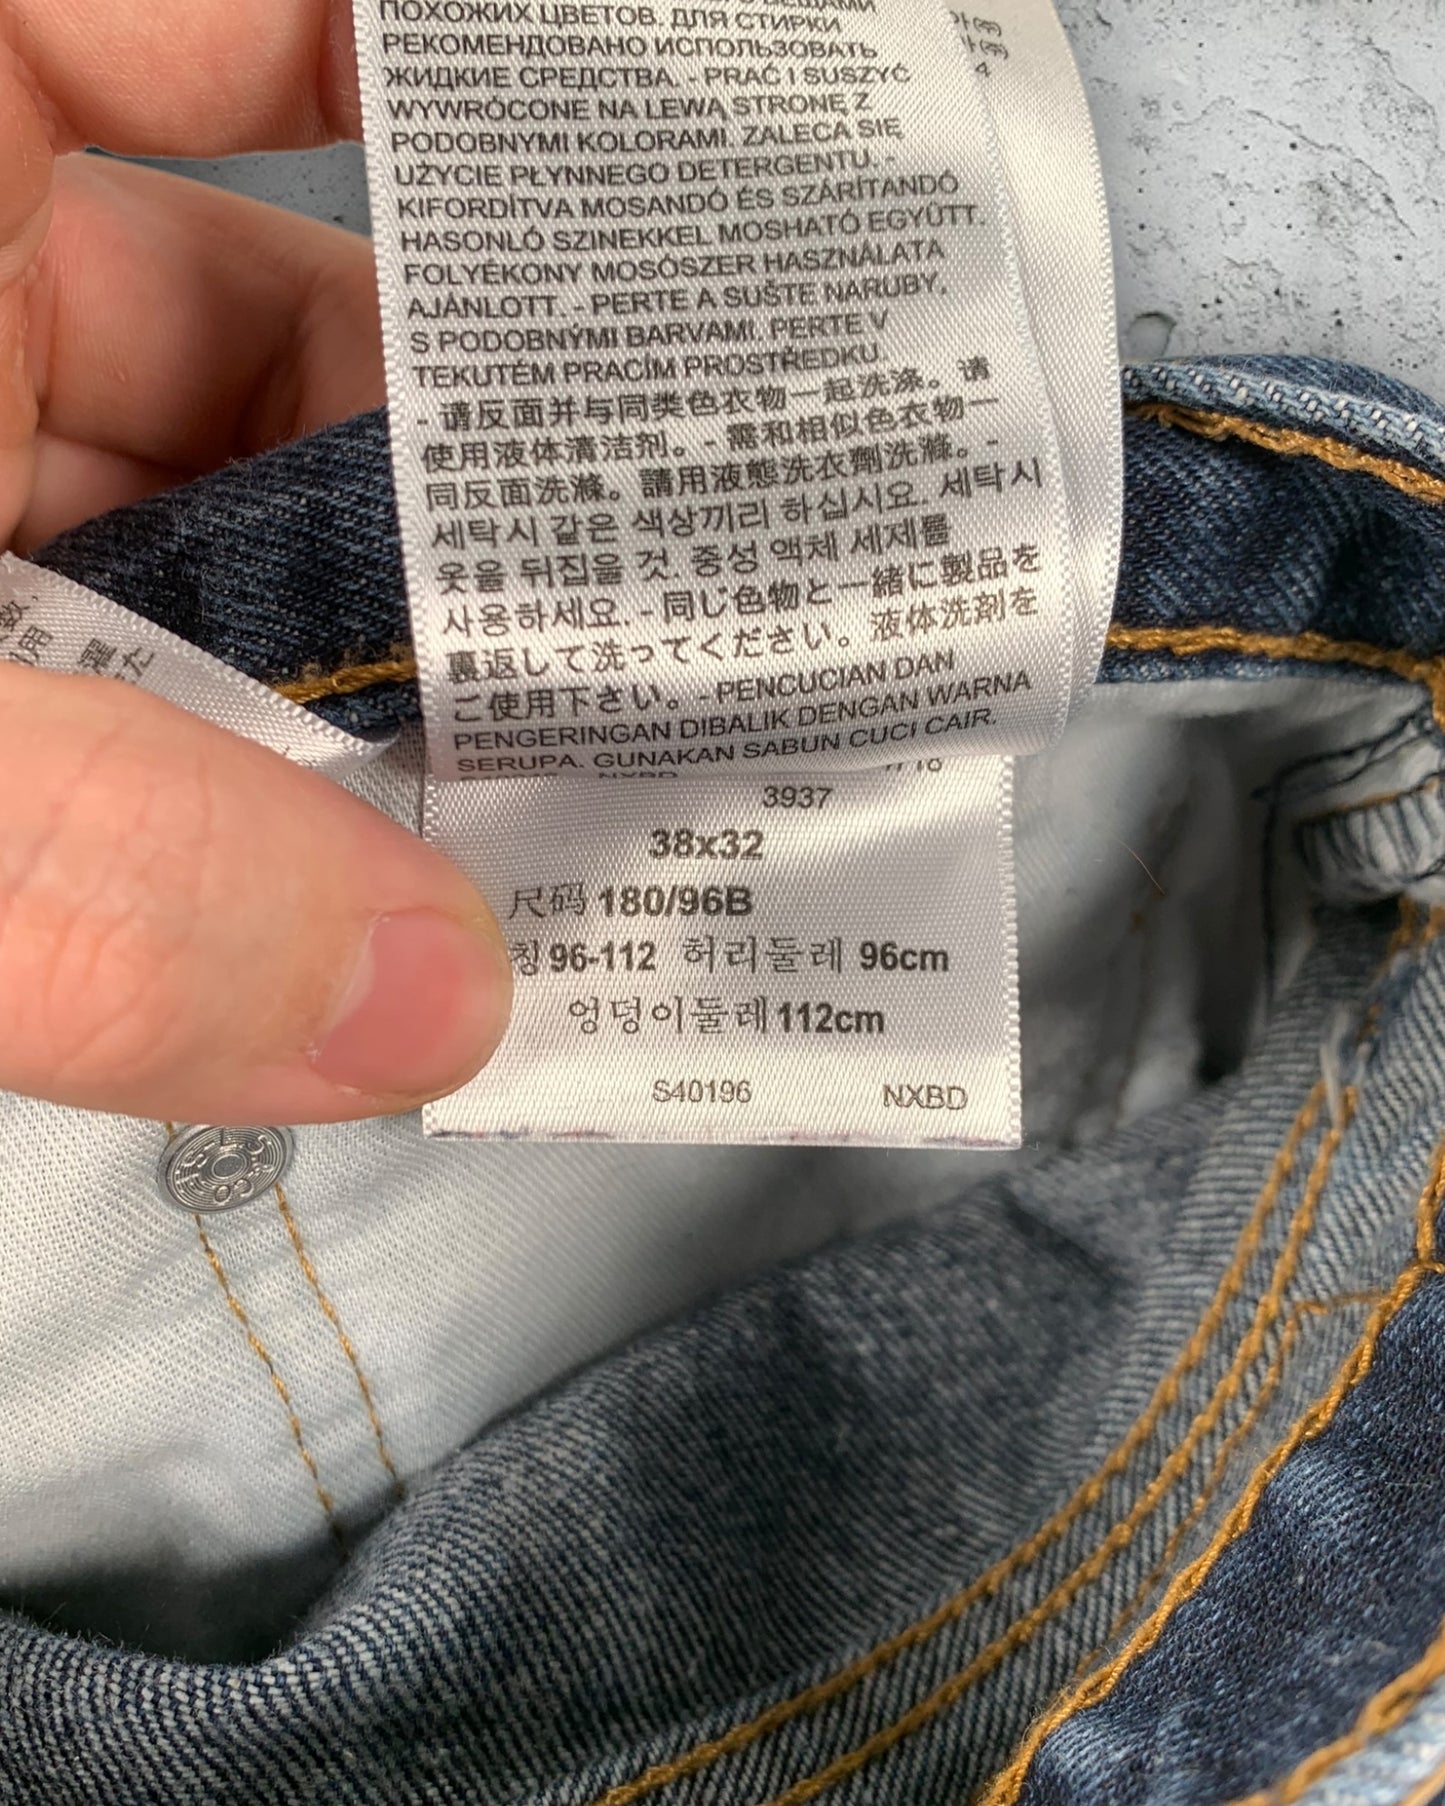 ПОХОЖИХ ЦВЕТОВ. ДЛЯ СТИРКИ
РЕКОМЕНДОВАНО ИСПОЛЬЗОВАТЬ
ЖИДКИЕ СРЕДСТВА. - PRAĆ I SUSZYĆ
WYWRÓCONE NA LEWĄ STRONĘ Z
PODOBNYMI KOLORAMI. ZALECA SIĘ
UŻYCIE PŁYNNEGO DETERGENTU. -
KIFORDÍTVA MOSANDÓ ÉS SZÁRÍTANDÓ
HASONLÓ SZINEKKEL MOSHATÓ EGYÜTT.
FOLYÉKONY MOSÓSZER HASZNÁLATA
AJÁNLOTT. - PERTE A SUŠTE NARUBY,
S PODOBNÝMI BARVAMI. PERTE V
TEKUTÉM PRACÍM PROSTŘEDKU.
- 请反面并与同类色衣物一起洗涤。请
使用液体清洁剂。- 需和相似色衣物一
同反面洗滌。請用液態洗衣劑洗滌。-
세탁시 같은 색상끼리 하십시요. 세탁시
옷을 뒤집을 것. 중성 액체 세제를
사용하세요. - 同じ色物と一緒に製品を
裏返して洗ってください。液体洗剤を
ご使用下さい。- PENCUCIAN DAN
PENGERINGAN DIBALIK DENGAN WARNA
SERUPA. GUNAKAN SABUN CUCI CAIR.
NXBD
3937
38x32
尺码 180/96B
칭 96-112 허리둘레 96cm
엉덩이둘레 112cm
S40196 NXBD